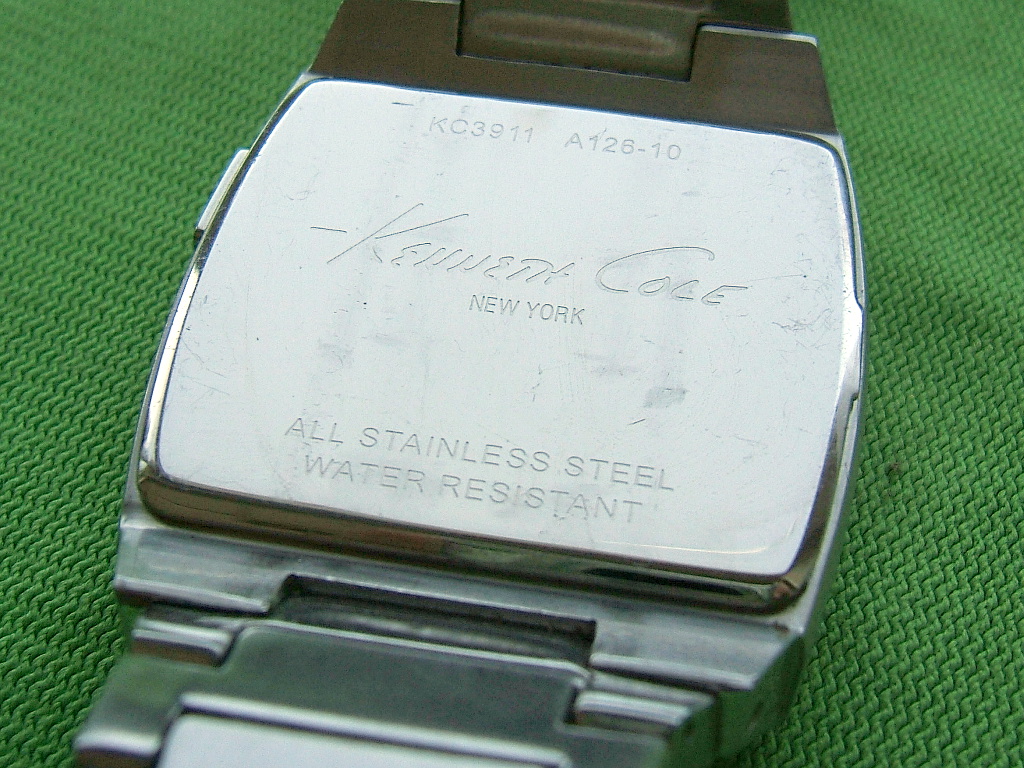 KC3911 A126-10
Kenneth Cole
NEW YORK
ALL STAINLESS STEEL
WATER RESISTANT